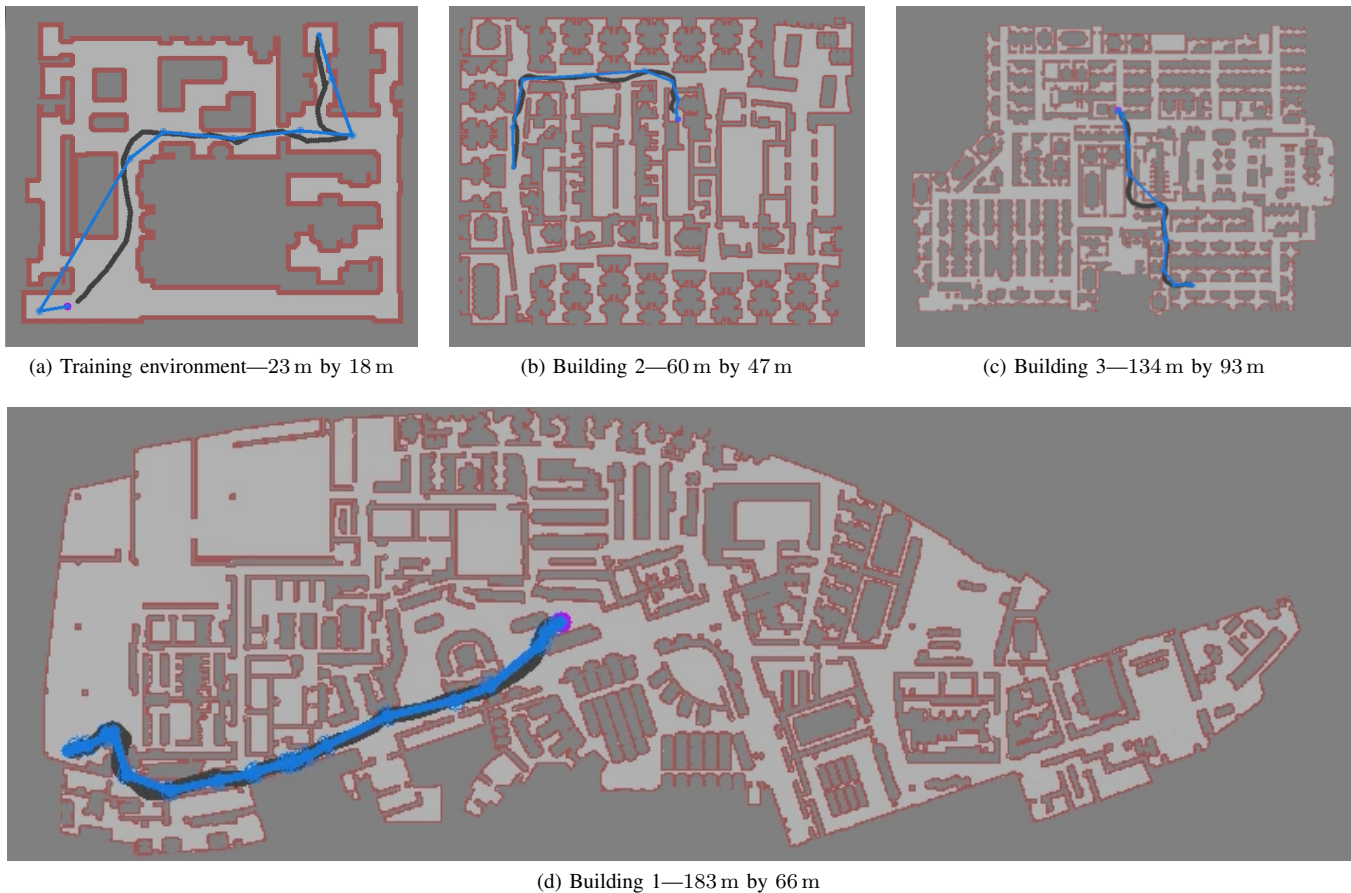 (a) Training environment—23 m by 18 m
(b) Building 2—60 m by 47 m
(c) Building 3—134 m by 93 m
(d) Building 1—183 m by 66 m